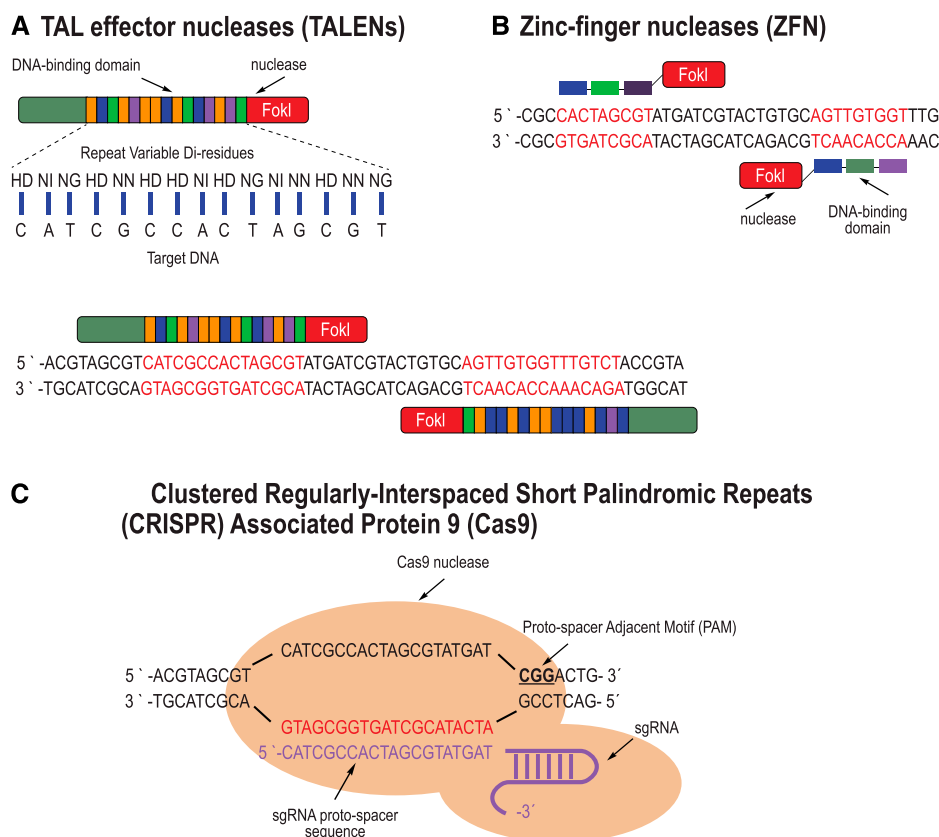 A TAL effector nucleases (TALENs)
DNA-binding domain
nuclease
FokI
Repeat Variable Di-residues
HD NI NG HD NN HD HD NI HD NG NI NN HD NN NG
C A T C G C C A C T A G C G T
Target DNA
FokI
5 `-ACGTAGCGTCATCGCCACTAGCGTATGATCGTACTGTGCAGTTGTGGTTTGTCTACCGTA
3 `-TGCATCGCAGTAGCGGTGATCGCATACTAGCATCAGACGTCAACACCAAACAGATGGCAT
FokI
B Zinc-finger nucleases (ZFN)
FokI
5 `-CGCCACTAGCGTATGATCGTACTGTGCAGTTGTGGTTTG
3 `-CGCGTGATCGCATACTAGCATCAGACGTCAACACCAAAC
FokI
nuclease
DNA-binding
domain
C Clustered Regularly-Interspaced Short Palindromic Repeats
(CRISPR) Associated Protein 9 (Cas9)
Cas9 nuclease
Proto-spacer Adjacent Motif (PAM)
CATCGCCACTAGCGTATGAT
5 `-ACGTAGCGT CGGACTG- 3´
3 `-TGCATCGCA GCCTCAG- 5´
GTAGCGGTGATCGCATACTA
sgRNA
5 `-CATCGCCACTAGCGTATGAT
-3´
sgRNA proto-spacer
sequence